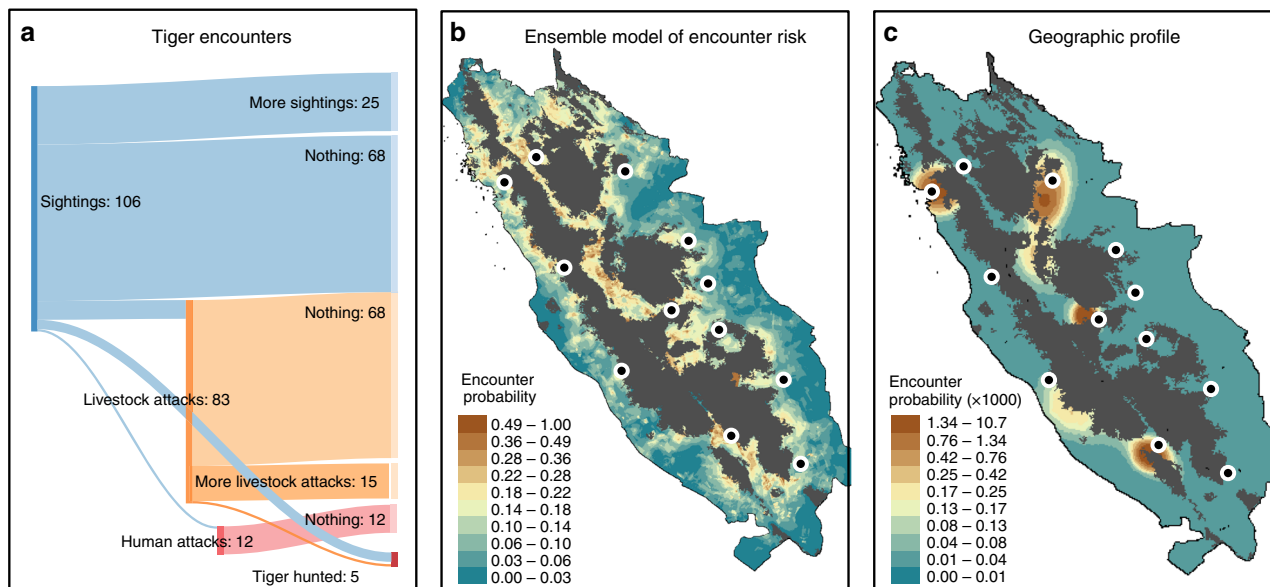 a
Tiger encounters
More sightings: 25
Nothing: 68
Sightings: 106
Nothing: 68
Livestock attacks: 83
More livestock attacks: 15
Nothing: 12
Human attacks: 12
Tiger hunted: 5
b
Ensemble model of encounter risk
Encounter
probability
0.49 – 1.00
0.36 – 0.49
0.28 – 0.36
0.22 – 0.28
0.18 – 0.22
0.14 – 0.18
0.10 – 0.14
0.06 – 0.10
0.03 – 0.06
0.00 – 0.03
c
Geographic profile
Encounter
probability (×1000)
1.34 – 10.7
0.76 – 1.34
0.42 – 0.76
0.25 – 0.42
0.17 – 0.25
0.13 – 0.17
0.08 – 0.13
0.04 – 0.08
0.01 – 0.04
0.00 – 0.01